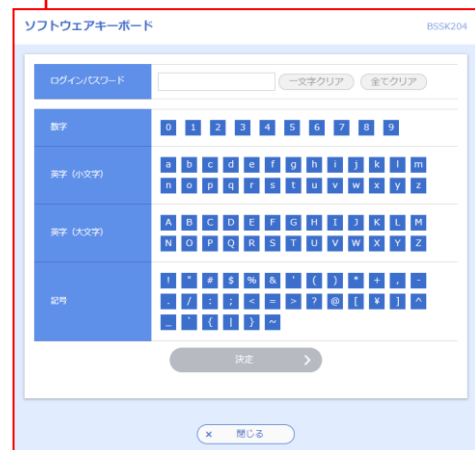 ソフトウェアキーボード BSSK204
ログインパスワード 一文字クリア 全てクリア
数字 0 1 2 3 4 5 6 7 8 9
英字（小文字） a b c d e f g h i j k l m
n o p q r s t u v w x y z
英字（大文字） A B C D E F G H I J K L M
N O P Q R S T U V W X Y Z
記号 ! " # $ % & ' ( ) * + , -
. / : ; < = > ? @ [ ¥ ] ^
_ ` { | } ~
決定
× 閉じる